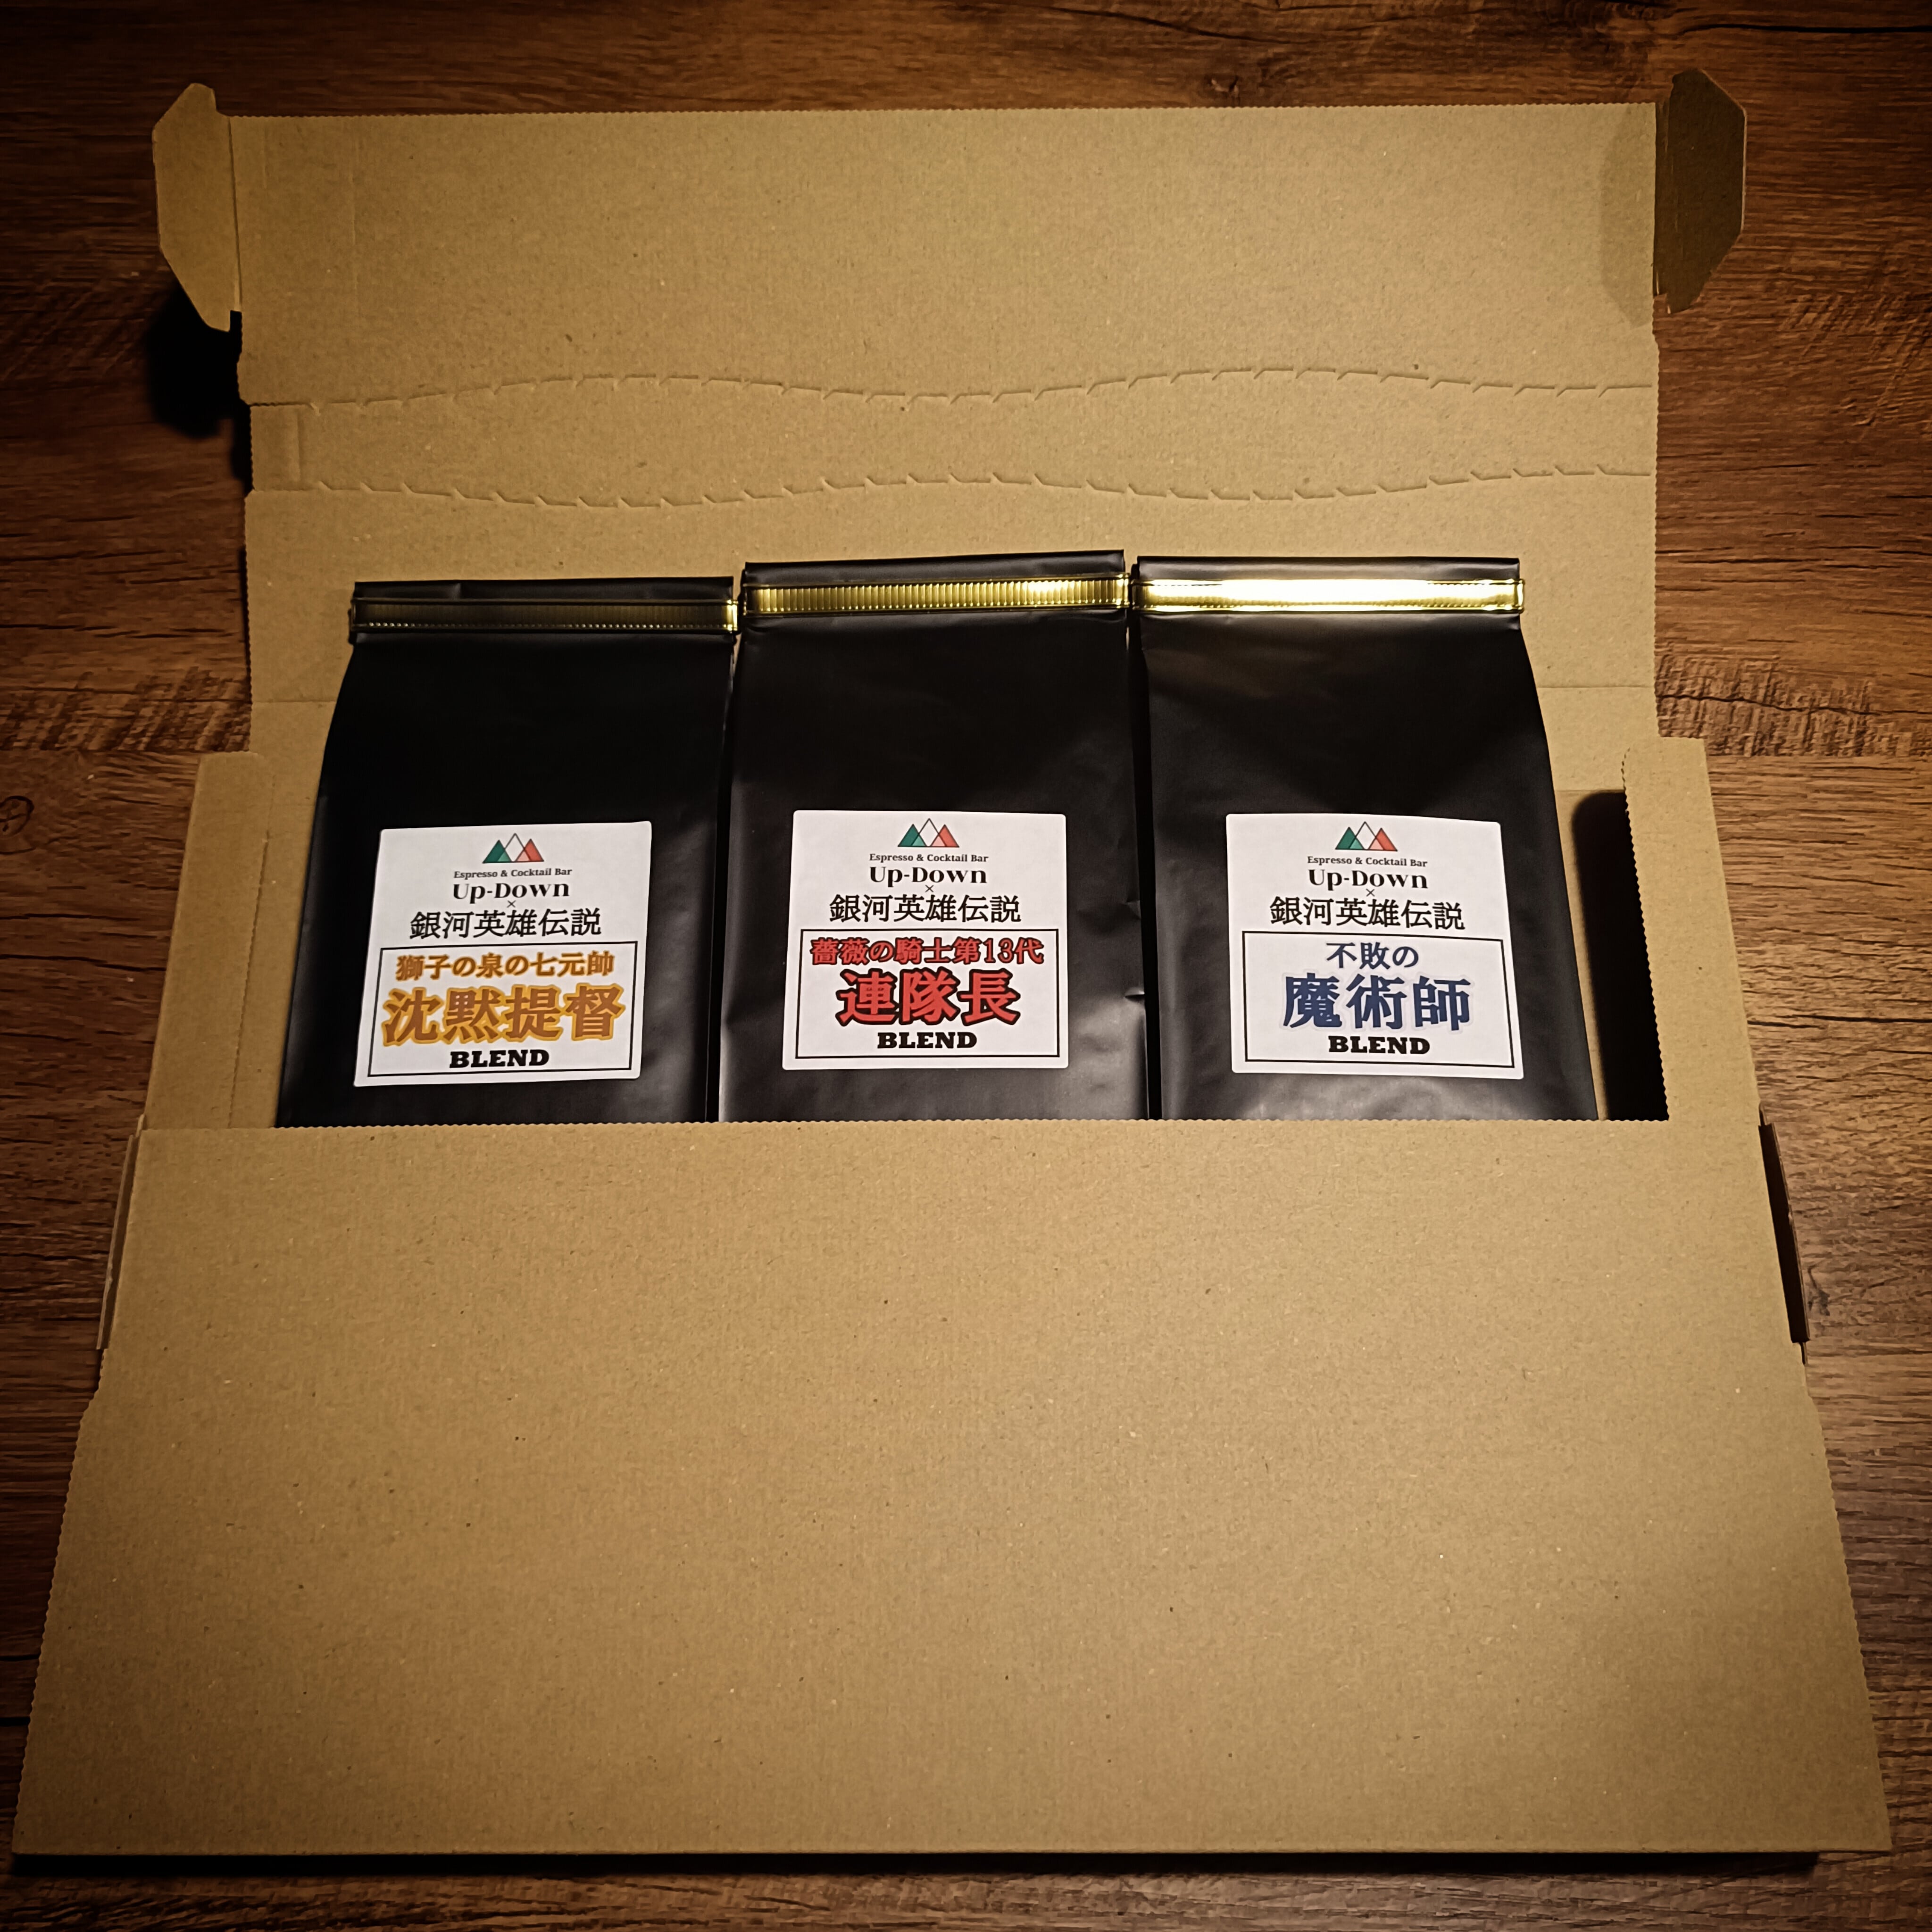 Espresso & Cocktail Bar
Up-Down
×
銀河英雄伝説
獅子の泉の七元帥
沈黙提督
BLEND
Espresso & Cocktail Bar
Up-Down
×
銀河英雄伝説
薔薇の騎士第13代
連隊長
BLEND
Espresso & Cocktail Bar
Up-Down
×
銀河英雄伝説
不敗の
魔術師
BLEND